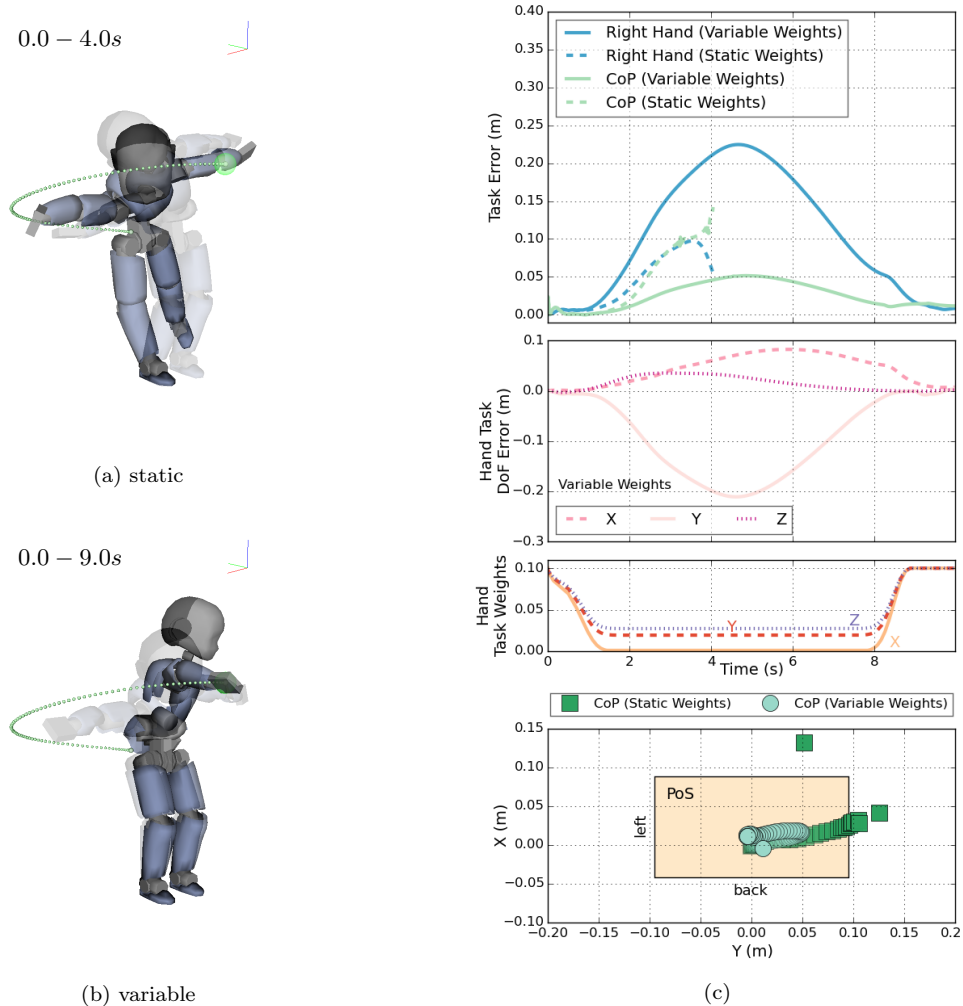 0.0 – 4.0s
(a) static
0.0 – 9.0s
(b) variable
0.40
0.35
0.30
0.25
0.20
0.15
0.10
0.05
0.00
Task Error (m)
Right Hand (Variable Weights)
Right Hand (Static Weights)
CoP (Variable Weights)
CoP (Static Weights)
0.1
0.0
−0.1
−0.2
−0.3
Hand Task
DoF Error (m)
Variable Weights
X Y Z
0.10
0.05
0.00
Hand
Task Weights
Y
Z
X
0 2 4 6 8
Time (s)
CoP (Static Weights) CoP (Variable Weights)
0.15
0.10
0.05
0.00
−0.05
−0.10
X (m)
PoS
left
back
−0.20 −0.15 −0.10 −0.05 0.00 0.05 0.10 0.15 0.2
Y (m)
(c)